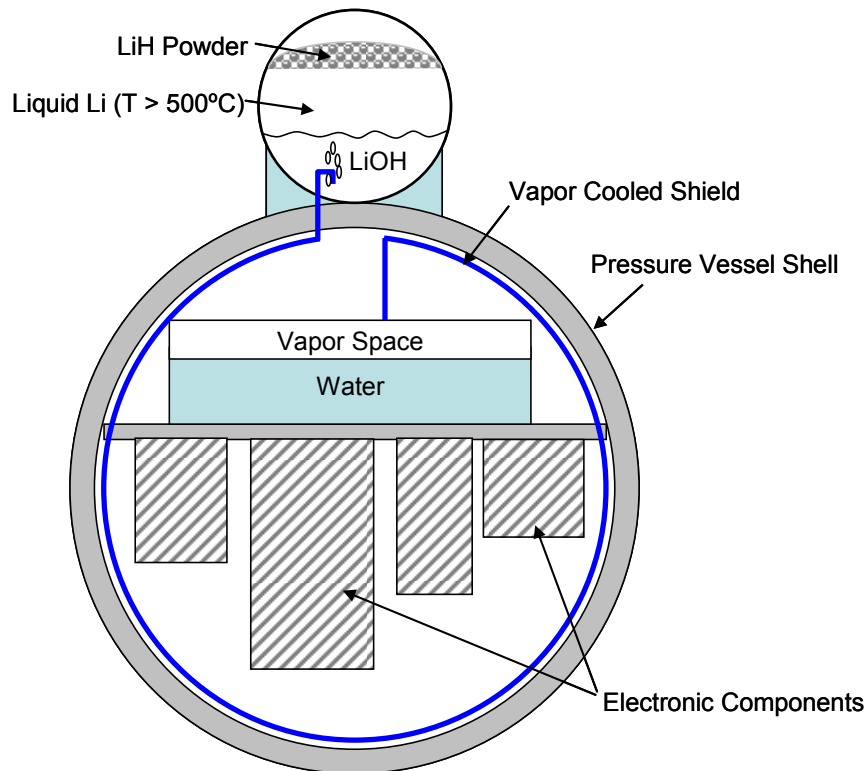 LiH Powder
Liquid Li (T > 500ºC)
LiOH
Vapor Cooled Shield
Pressure Vessel Shell
Vapor Space
Water
Electronic Components